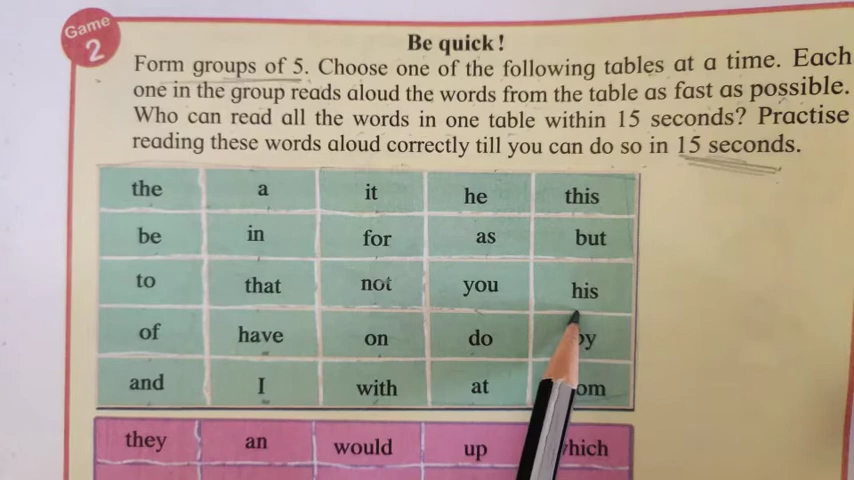 Game
2
Be quick!
Form groups of 5. Choose one of the following tables at a time. Each
one in the group reads aloud the words from the table as fast as possible.
Who can read all the words in one table within 15 seconds? Practise
reading these words aloud correctly till you can do so in 15 seconds.
the a it he this
be in for as but
to that not you his
of have on do
and I with at
they an would up